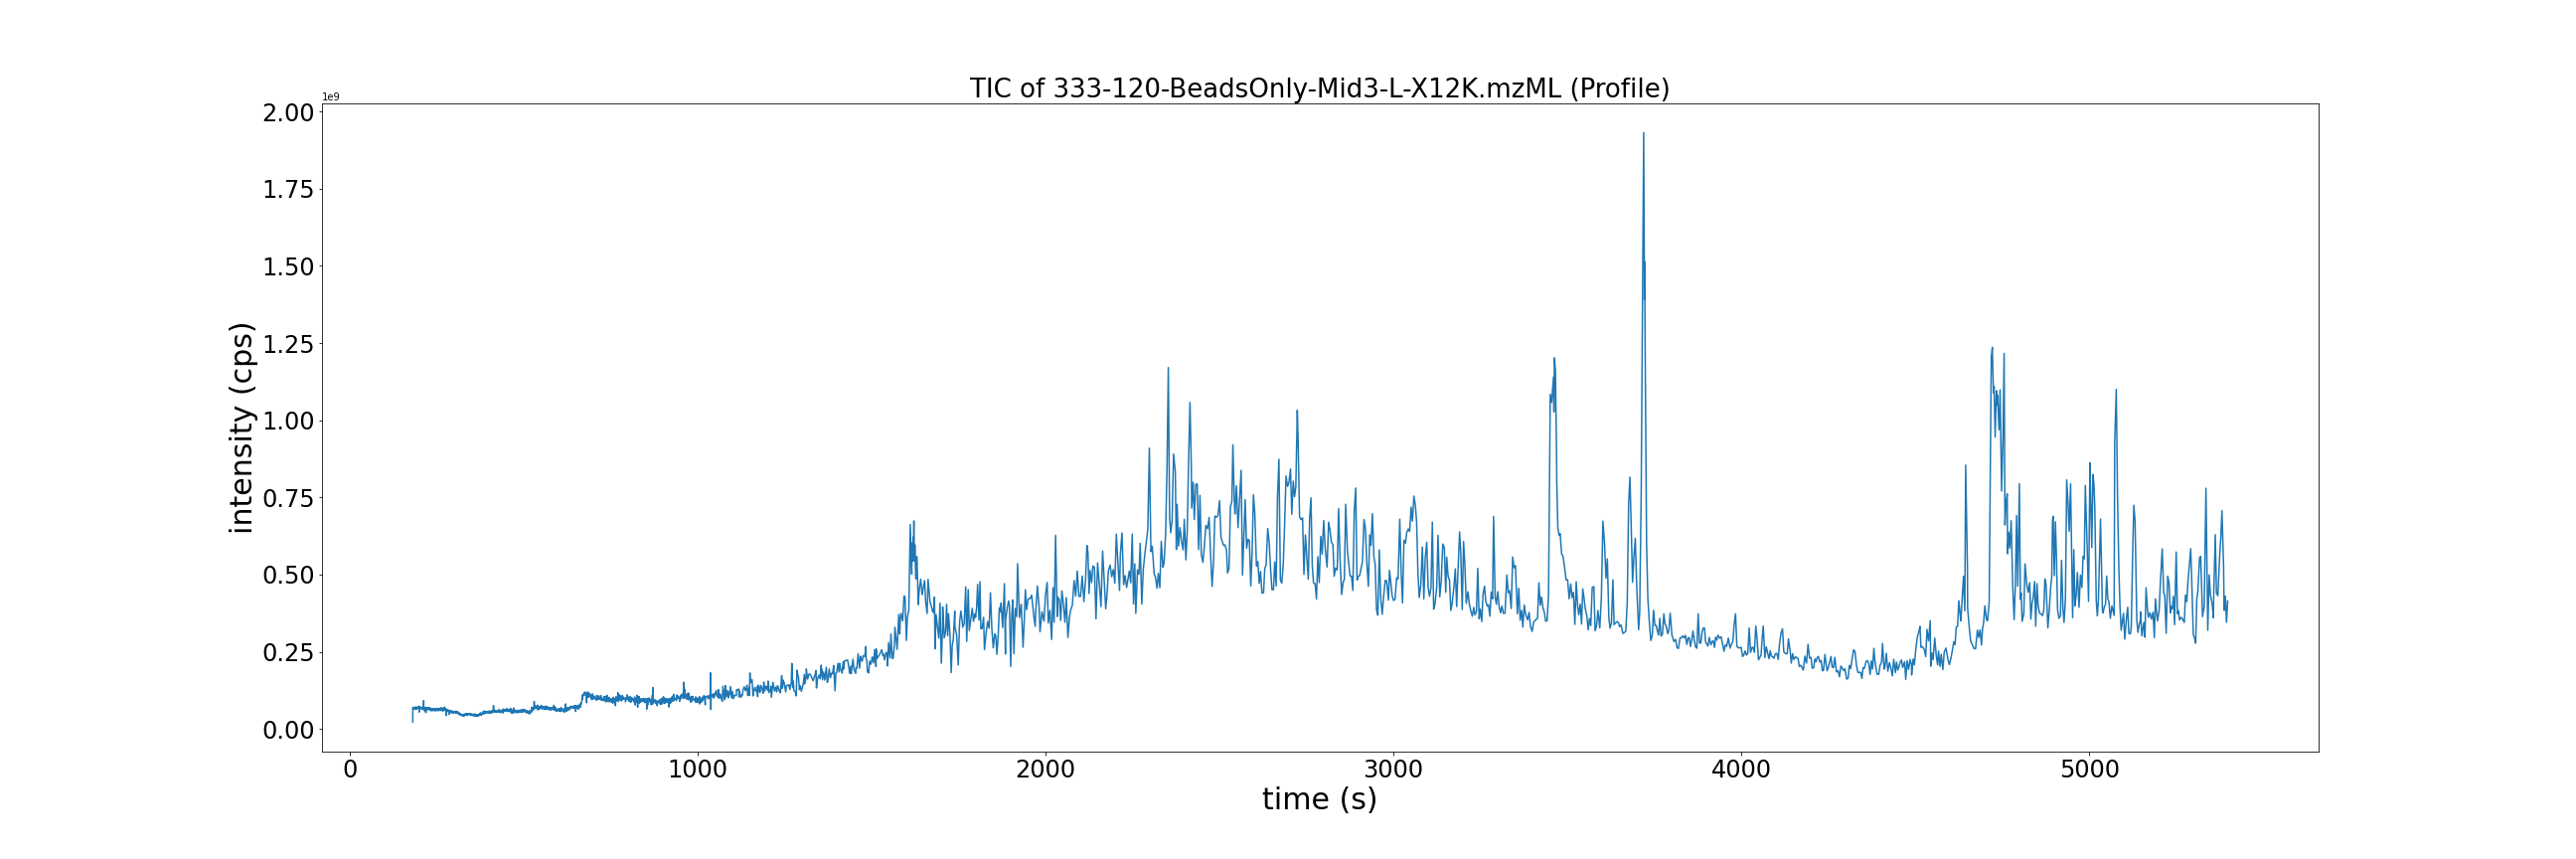 TIC of 333-120-BeadsOnly-Mid3-L-X12K.mzML (Profile)
1e9
2.00
1.75
1.50
1.25
1.00
0.75
0.50
0.25
0.00
intensity (cps)
0 1000 2000 3000 4000 5000
time (s)